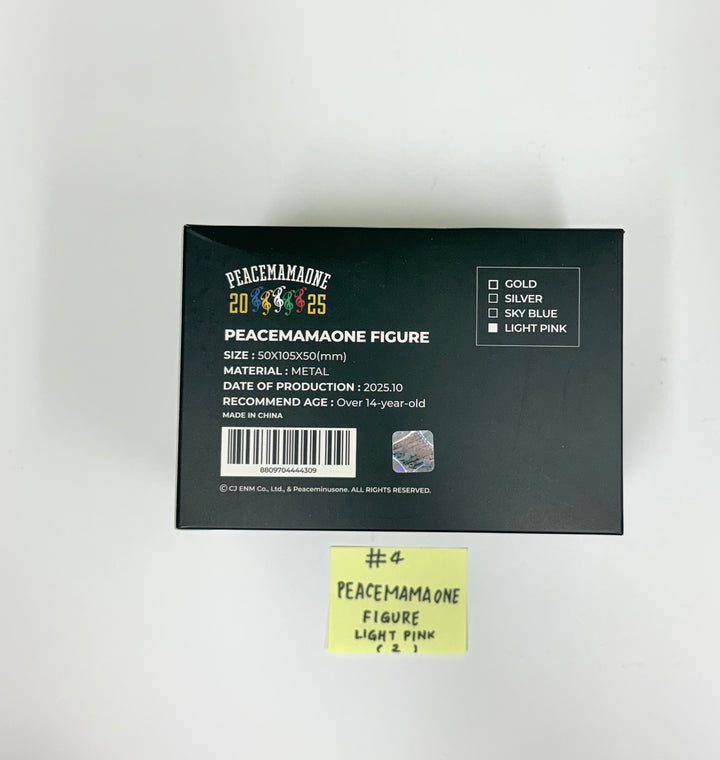 PEACEMAMAONE
20 25
PEACEMAMAONE FIGURE
SIZE : 50X105X50(mm)
MATERIAL : METAL
DATE OF PRODUCTION : 2025.10
RECOMMEND AGE : Over 14-year-old
MADE IN CHINA
8809704444309
© CJ ENM Co., Ltd., & Peaceminusone. ALL RIGHTS RESERVED.
GOLD
SILVER
SKY BLUE
LIGHT PINK
#4
PEACEMAMAONE
FIGURE
LIGHT PINK
( 2 )